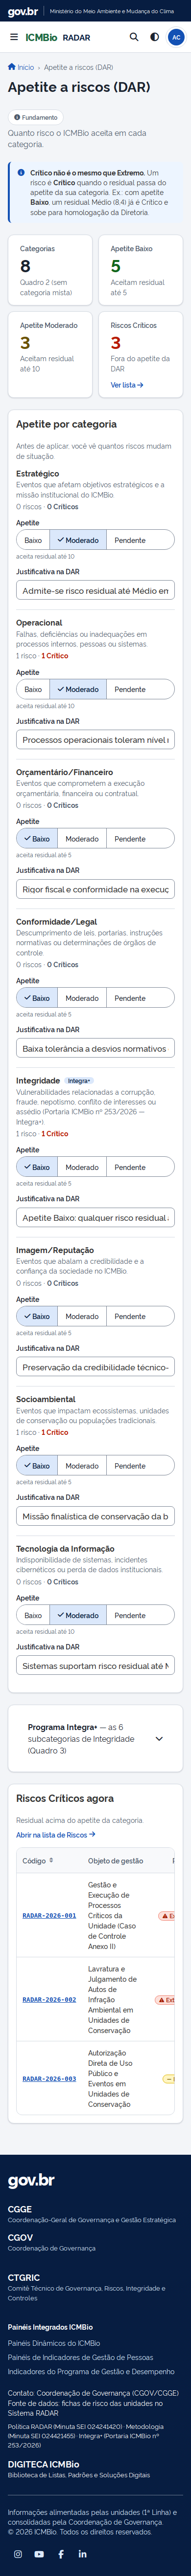 gov.br Ministério do Meio Ambiente e Mudança do Clima
ICMBio RADAR AC
Início › Apetite a riscos (DAR)
Apetite a riscos (DAR)
Fundamento
Quanto risco o ICMBio aceita em cada
categoria.
Crítico não é o mesmo que Extremo. Um
risco é Crítico quando o residual passa do
apetite da sua categoria. Ex.: com apetite
Baixo, um residual Médio (8.4) já é Crítico e
sobe para homologação da Diretoria.
Categorias
8
Quadro 2 (sem
categoria mista)
Apetite Baixo
5
Aceitam residual
até 5
Apetite Moderado
3
Aceitam residual
até 10
Riscos Críticos
3
Fora do apetite da
DAR
Ver lista →
Apetite por categoria
Antes de aplicar, você vê quantos riscos mudam
de situação.
Estratégico
Eventos que afetam objetivos estratégicos e a
missão institucional do ICMBio.
0 riscos · 0 Críticos
Apetite
Baixo Moderado Pendente
aceita residual até 10
Justificativa na DAR
Admite-se risco residual até Médio em
Operacional
Falhas, deficiências ou inadequações em
processos internos, pessoas ou sistemas.
1 risco · 1 Crítico
Apetite
Baixo Moderado Pendente
aceita residual até 10
Justificativa na DAR
Processos operacionais toleram nível
Orçamentário/Financeiro
Eventos que comprometem a execução
orçamentária, financeira ou contratual.
0 riscos · 0 Críticos
Apetite
Baixo Moderado Pendente
aceita residual até 5
Justificativa na DAR
Rigor fiscal e conformidade na execuç
Conformidade/Legal
Descumprimento de leis, portarias, instruções
normativas ou determinações de órgãos de
controle.
0 riscos · 0 Críticos
Apetite
Baixo Moderado Pendente
aceita residual até 5
Justificativa na DAR
Baixa tolerância a desvios normativos
Integridade Integra+
Vulnerabilidades relacionadas a corrupção,
fraude, nepotismo, conflito de interesses ou
assédio (Portaria ICMBio nº 253/2026 —
Integra+).
1 risco · 1 Crítico
Apetite
Baixo Moderado Pendente
aceita residual até 5
Justificativa na DAR
Apetite Baixo: qualquer risco residual
Imagem/Reputação
Eventos que abalam a credibilidade e a
confiança da sociedade no ICMBio.
0 riscos · 0 Críticos
Apetite
Baixo Moderado Pendente
aceita residual até 5
Justificativa na DAR
Preservação da credibilidade técnico-
Socioambiental
Eventos que impactam ecossistemas, unidades
de conservação ou populações tradicionais.
1 risco · 1 Crítico
Apetite
Baixo Moderado Pendente
aceita residual até 5
Justificativa na DAR
Missão finalística de conservação da b
Tecnologia da Informação
Indisponibilidade de sistemas, incidentes
cibernéticos ou perda de dados institucionais.
0 riscos · 0 Críticos
Apetite
Baixo Moderado Pendente
aceita residual até 10
Justificativa na DAR
Sistemas suportam risco residual até
Programa Integra+ — as 6
subcategorias de Integridade
(Quadro 3)
Riscos Críticos agora
Residual acima do apetite da categoria.
Abrir na lista de Riscos →
Código Objeto de gestão
RADAR-2026-001
Gestão e
Execução de
Processos
Críticos da
Unidade (Caso
de Controle
Anexo II)
RADAR-2026-002
Lavratura e
Julgamento de
Autos de
Infração
Ambiental em
Unidades de
Conservação
Ext
RADAR-2026-003
Autorização
Direta de Uso
Público e
Eventos em
Unidades de
Conservação
gov.br
CGGE
Coordenação-Geral de Governança e Gestão Estratégica
CGOV
Coordenação de Governança
CTGRIC
Comitê Técnico de Governança, Riscos, Integridade e
Controles
Painéis Integrados ICMBio
Painéis Dinâmicos do ICMBio
Painéis de Indicadores de Gestão de Pessoas
Indicadores do Programa de Gestão e Desempenho
Contato: Coordenação de Governança (CGOV/CGGE)
Fonte de dados: fichas de risco das unidades no
Sistema RADAR
Política RADAR (Minuta SEI 024241420) · Metodologia
(Minuta SEI 024421455) · Integra+ (Portaria ICMBio nº
253/2026)
DIGITECA ICMBio
Biblioteca de Listas, Padrões e Soluções Digitais
Informações alimentadas pelas unidades (1ª Linha) e
consolidadas pela Coordenação de Governança.
© 2026 ICMBio. Todos os direitos reservados.